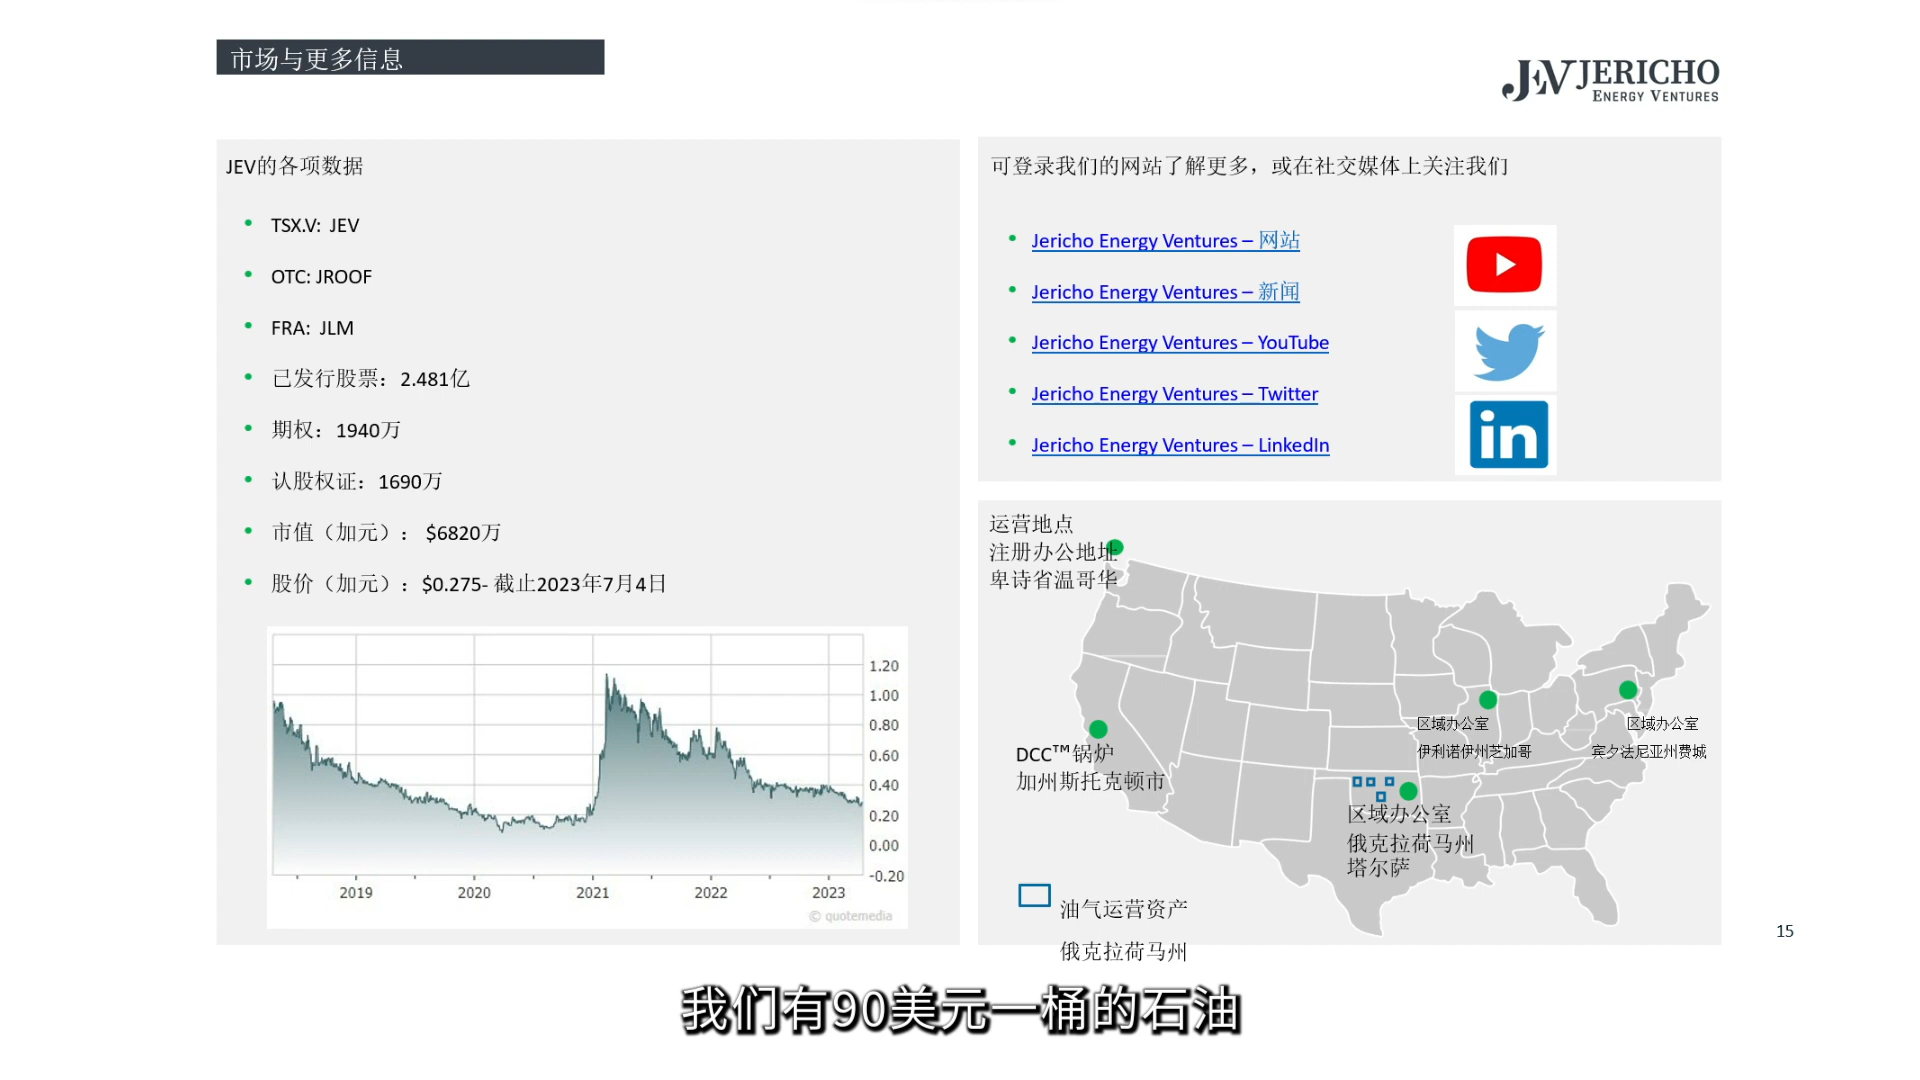 市场与更多信息
JEV JERICHO
ENERGY VENTURES
JEV的各项数据
• TSX.V: JEV
• OTC: JROOF
• FRA: JLM
• 已发行股票：2.481亿
• 期权：1940万
• 认股权证：1690万
• 市值（加元）： $6820万
• 股价（加元）：$0.275- 截止2023年7月4日
1.20
1.00
0.80
0.60
0.40
0.20
0.00
-0.20
2019 2020 2021 2022 2023
© quotemedia
可登录我们的网站了解更多，或在社交媒体上关注我们
• Jericho Energy Ventures – 网站
• Jericho Energy Ventures – 新闻
• Jericho Energy Ventures – YouTube
• Jericho Energy Ventures – Twitter
• Jericho Energy Ventures – LinkedIn
in
运营地点
注册办公地址
卑诗省温哥华
区域办公室
伊利诺伊州芝加哥
区域办公室
宾夕法尼亚州费城
DCC™锅炉
加州斯托克顿市
区域办公室
俄克拉荷马州
塔尔萨
油气运营资产
俄克拉荷马州
15
我们有90美元一桶的石油